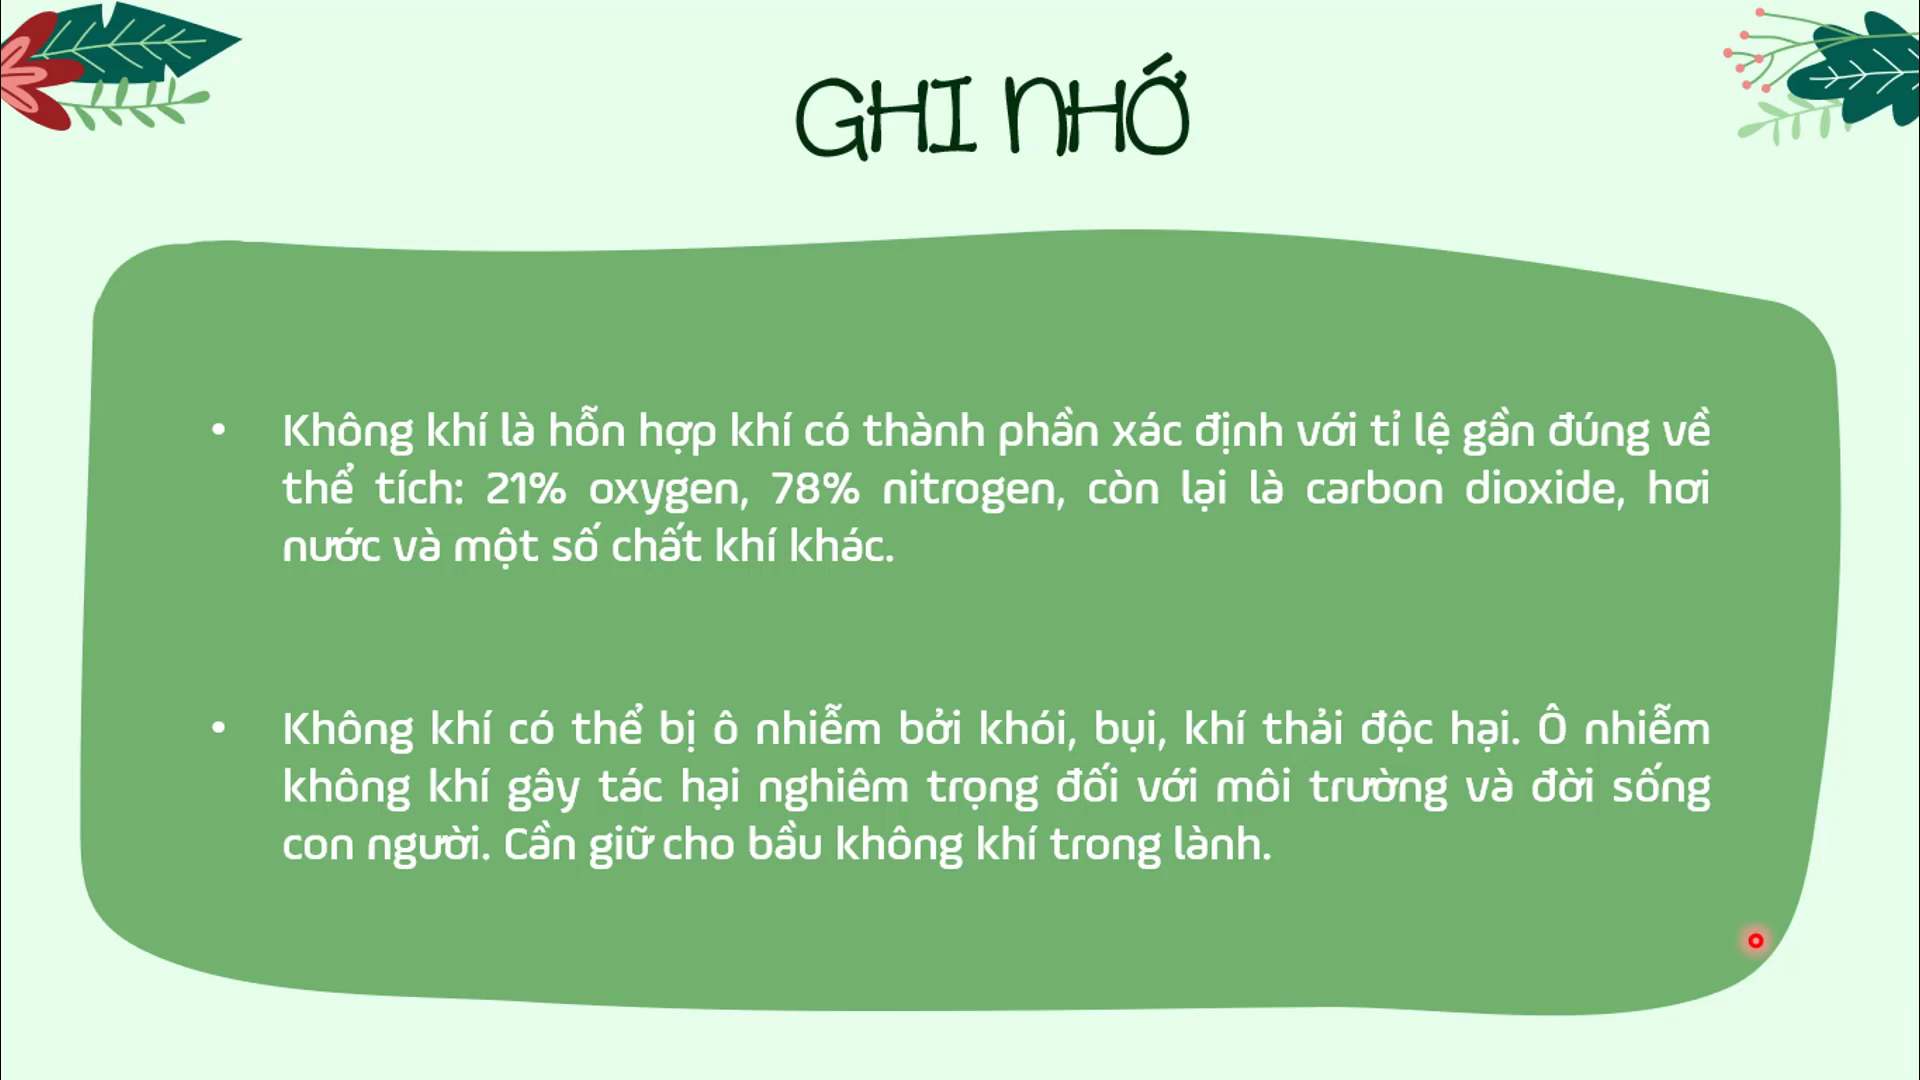 GHI NHỚ
• Không khí là hỗn hợp khí có thành phần xác định với tỉ lệ gần đúng về
thể tích: 21% oxygen, 78% nitrogen, còn lại là carbon dioxide, hơi
nước và một số chất khí khác.
• Không khí có thể bị ô nhiễm bởi khói, bụi, khí thải độc hại. Ô nhiễm
không khí gây tác hại nghiêm trọng đối với môi trường và đời sống
con người. Cần giữ cho bầu không khí trong lành.